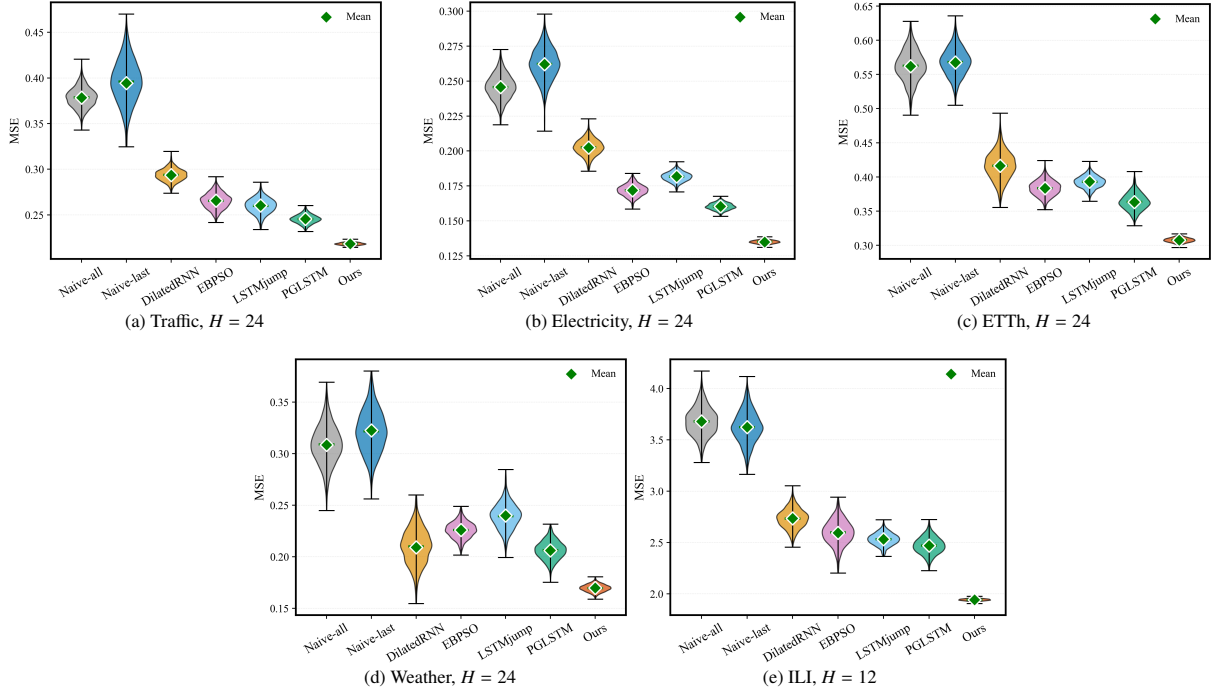 Mean
0.45
0.40
0.35
0.30
0.25
MSE
Naive-all
Naive-last
DilatedRNN
EBPSO
LSTMjump
PGLSTM
Ours
(a) Traffic, H = 24
Mean
0.300
0.275
0.250
0.225
0.200
0.175
0.150
0.125
MSE
Naive-all
Naive-last
DilatedRNN
EBPSO
LSTMjump
PGLSTM
Ours
(b) Electricity, H = 24
Mean
0.65
0.60
0.55
0.50
0.45
0.40
0.35
0.30
MSE
Naive-all
Naive-last
DilatedRNN
EBPSO
LSTMjump
PGLSTM
Ours
(c) ETTh, H = 24
Mean
0.35
0.30
0.25
0.20
0.15
MSE
Naive-all
Naive-last
DilatedRNN
EBPSO
LSTMjump
PGLSTM
Ours
(d) Weather, H = 24
Mean
4.0
3.5
3.0
2.5
2.0
MSE
Naive-all
Naive-last
DilatedRNN
EBPSO
LSTMjump
PGLSTM
Ours
(e) ILI, H = 12